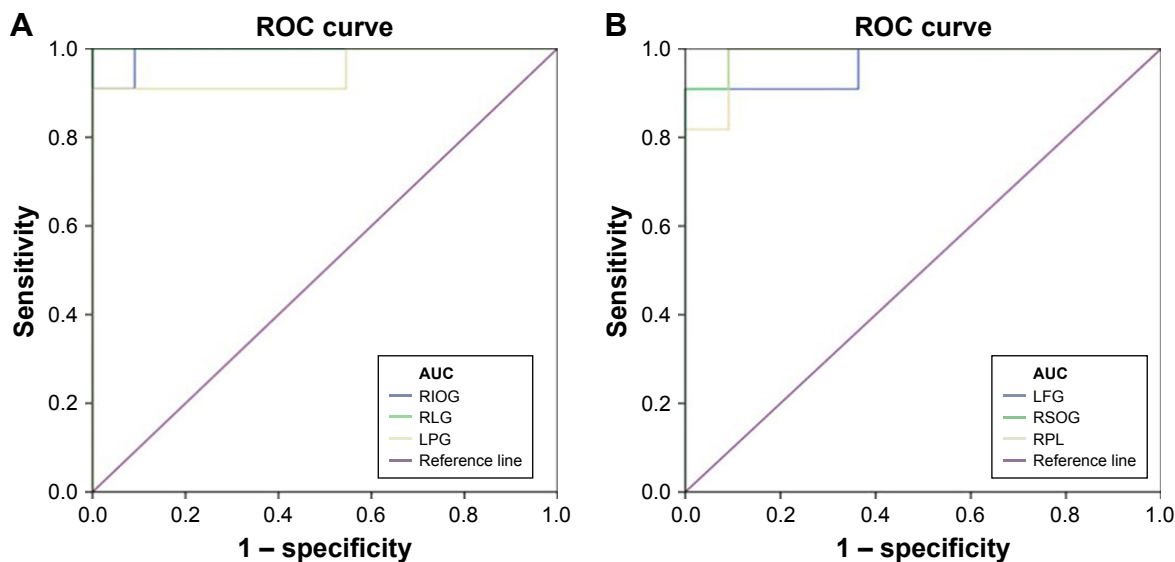 A
ROC curve
1.0
0.8
0.6
0.4
0.2
0.0
Sensitivity
AUC
RIOG
RLG
LPG
Reference line
0.0 0.2 0.4 0.6 0.8 1.0
1 – specificity
B
ROC curve
1.0
0.8
0.6
0.4
0.2
0.0
Sensitivity
AUC
LFG
RSOG
RPL
Reference line
0.0 0.2 0.4 0.6 0.8 1.0
1 – specificity